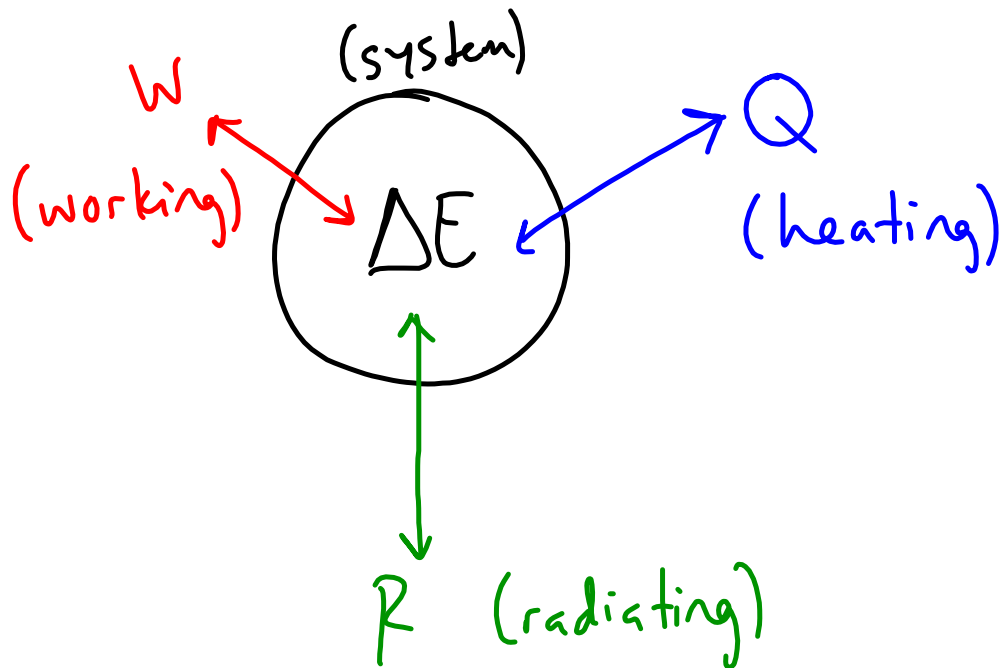 (system)
W
Q
(working)
ΔE
(heating)
R (radiating)